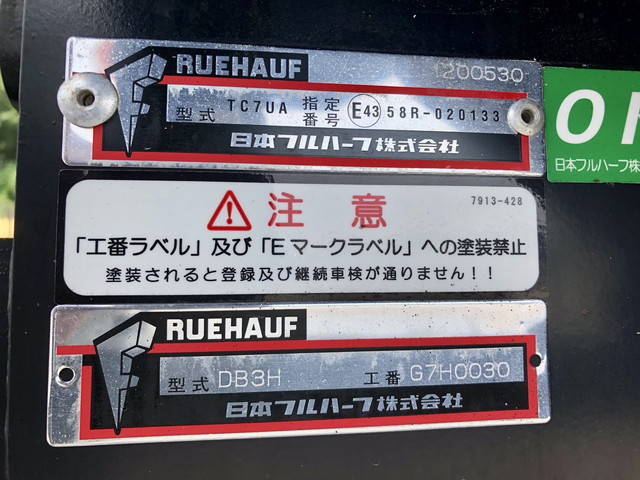 FRUEHAUF
1200530
型式 TC7UA 指定番号 E43 58R-020133
日本フルハーフ株式会社
日本フルハーフ株
注意
7913-428
「工番ラベル」及び「Eマークラベル」への塗装禁止
塗装されると登録及び継続車検が通りません!!
FRUEHAUF
型式 DB3H 工番 G7H0030
日本フルハーフ株式会社